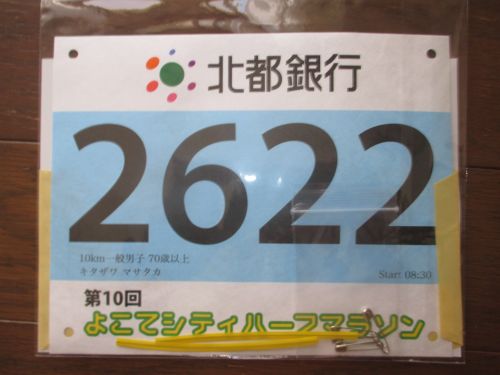 北都銀行
2622
10km一般男子 70歳以上
キタザワ マサタカ
Start 08:30
第10回
よこてシティハーフマラソン